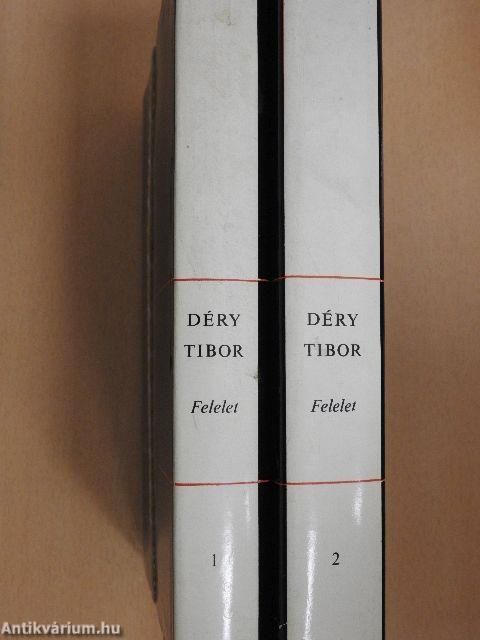 DÉRY
TIBOR
Felelet
1
DÉRY
TIBOR
Felelet
2
Antikvárium.hu